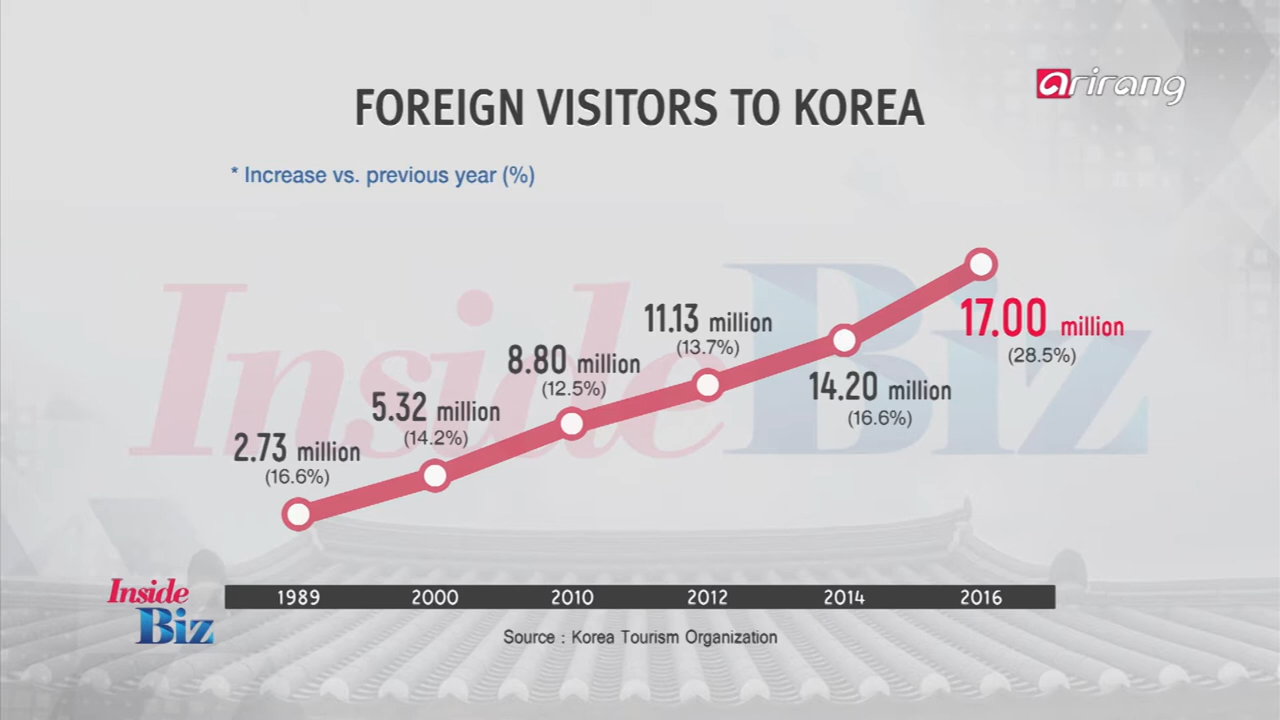 arirang
FOREIGN VISITORS TO KOREA
* Increase vs. previous year (%)
Inside Biz
17.00 million
(28.5%)
11.13 million
(13.7%)
14.20 million
(16.6%)
8.80 million
(12.5%)
5.32 million
(14.2%)
2.73 million
(16.6%)
Inside
Biz
1989 2000 2010 2012 2014 2016
Source : Korea Tourism Organization